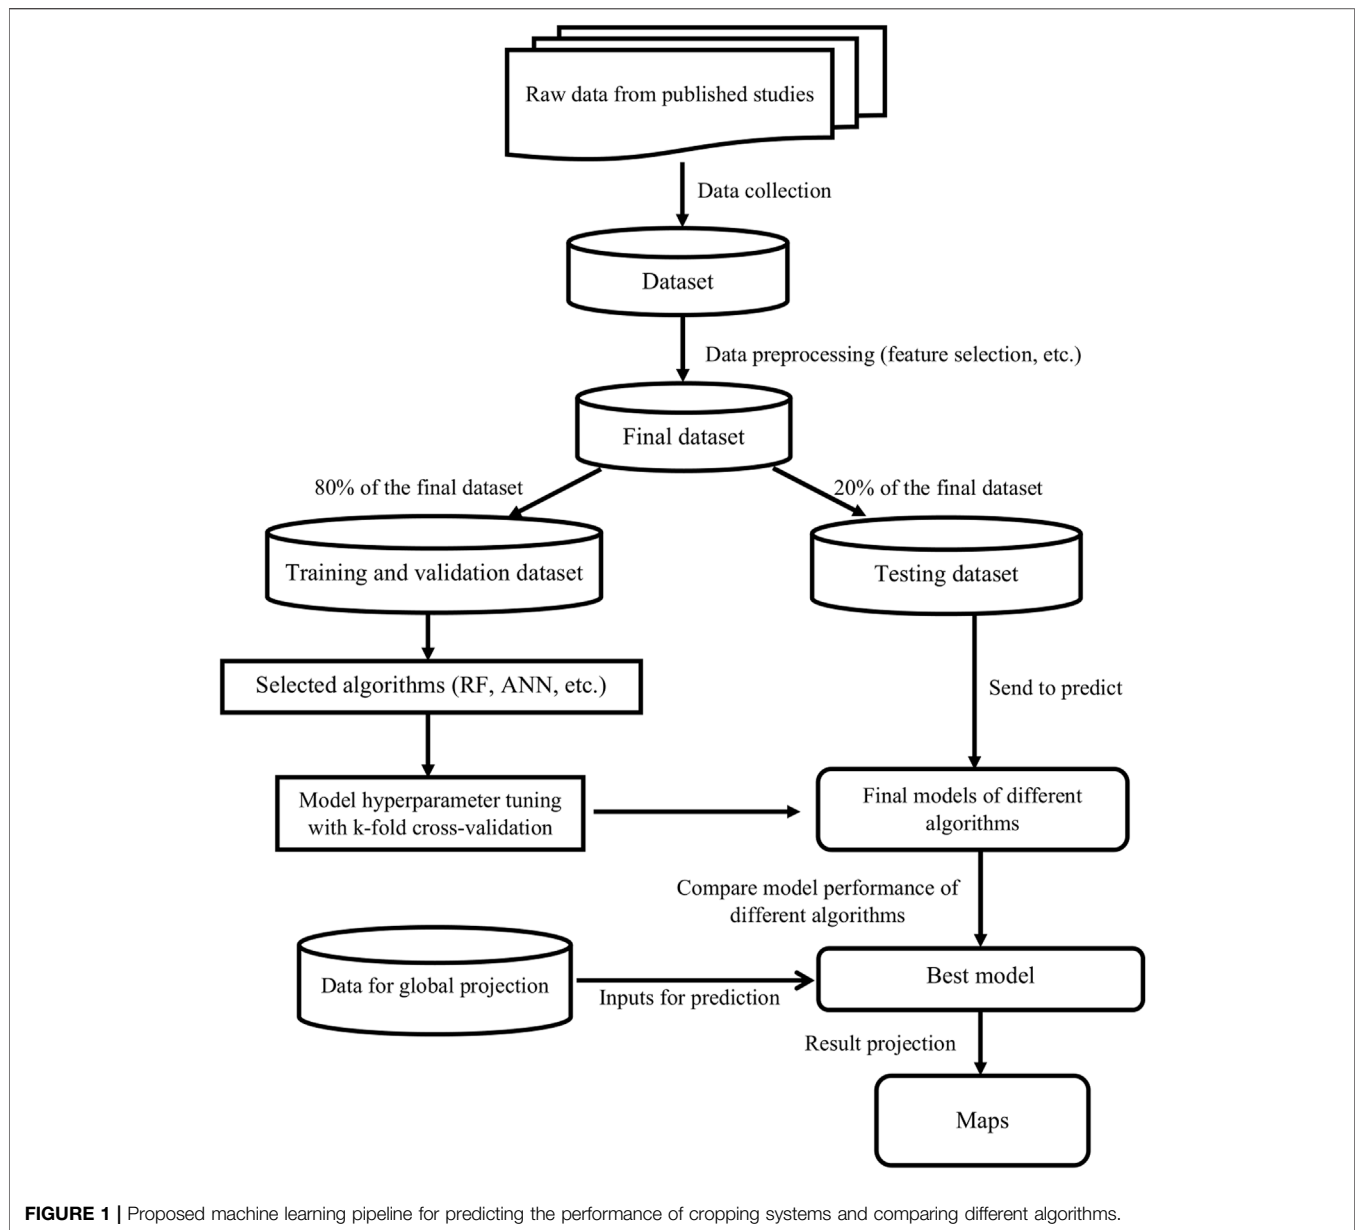 Raw data from published studies
Data collection
Dataset
Data preprocessing (feature selection, etc.)
Final dataset
80% of the final dataset
20% of the final dataset
Training and validation dataset
Testing dataset
Selected algorithms (RF, ANN, etc.)
Send to predict
Model hyperparameter tuning
with k-fold cross-validation
Final models of different
algorithms
Compare model performance of
different algorithms
Data for global projection
Inputs for prediction
Best model
Result projection
Maps
FIGURE 1 | Proposed machine learning pipeline for predicting the performance of cropping systems and comparing different algorithms.